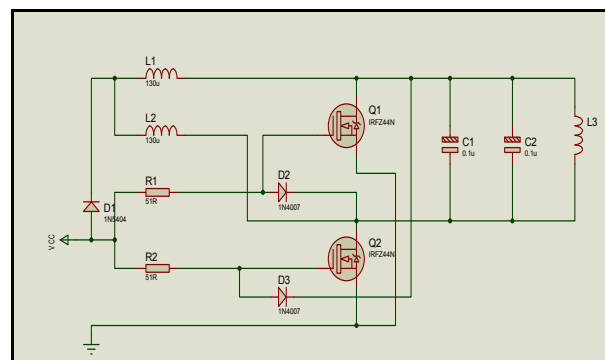 L1
130u
L2
130u
Q1
IRFZ44N
C1
0.1u
C2
0.1u
L3
R1
51R
D2
1N4007
D1
1N5404
VCC
R2
51R
Q2
IRFZ44N
D3
1N4007